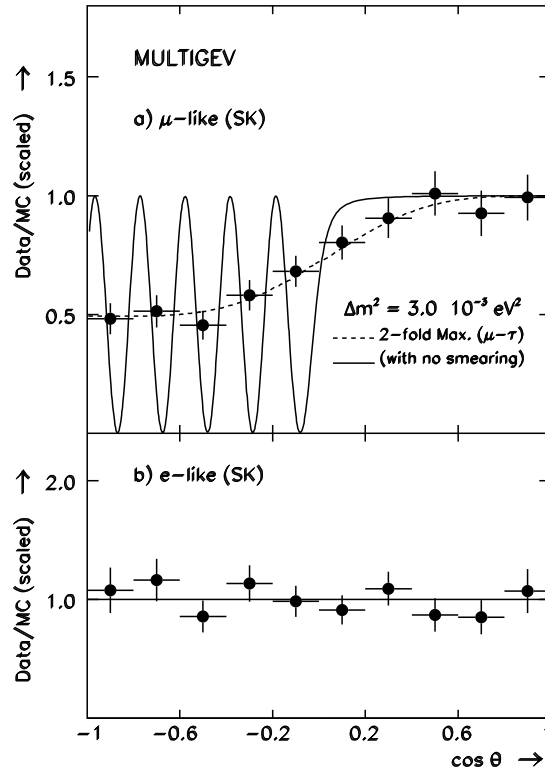 MULTIGEV
a) μ-like (SK)
Data/MC (scaled) →
1.5
1.0
0.5
Δm² = 3.0 10⁻³ eV²
2-fold Max. (μ-τ)
(with no smearing)
b) e-like (SK)
Data/MC (scaled) →
2.0
1.0
-1 -0.6 -0.2 0.2 0.6
cos θ →